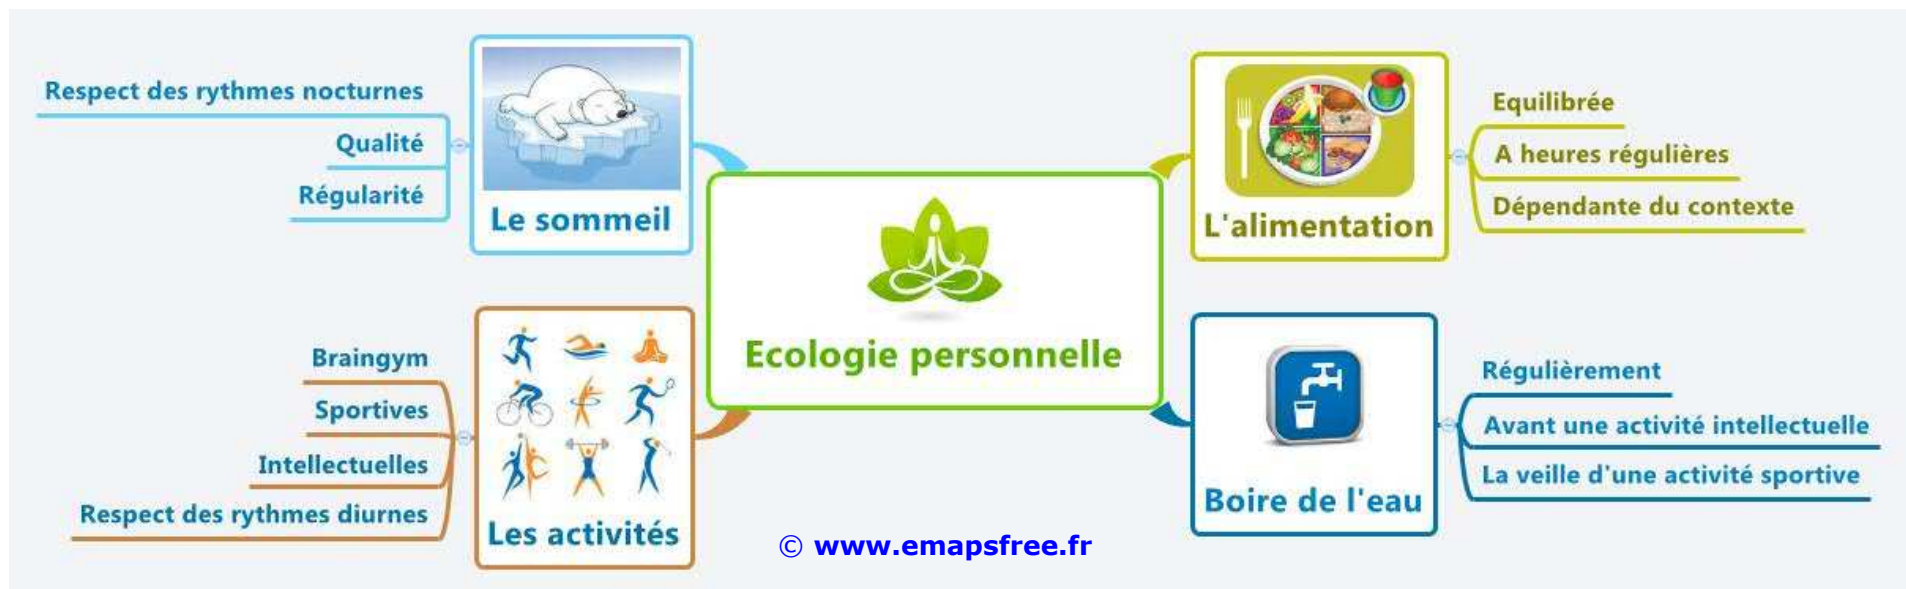 Respect des rythmes nocturnes
Qualité
Régularité
Le sommeil
Braingym
Sportives
Intellectuelles
Respect des rythmes diurnes
Les activités
Ecologie personnelle
L'alimentation
Equilibrée
A heures régulières
Dépendante du contexte
Boire de l'eau
Régulièrement
Avant une activité intellectuelle
La veille d'une activité sportive
© www.emapsfree.fr